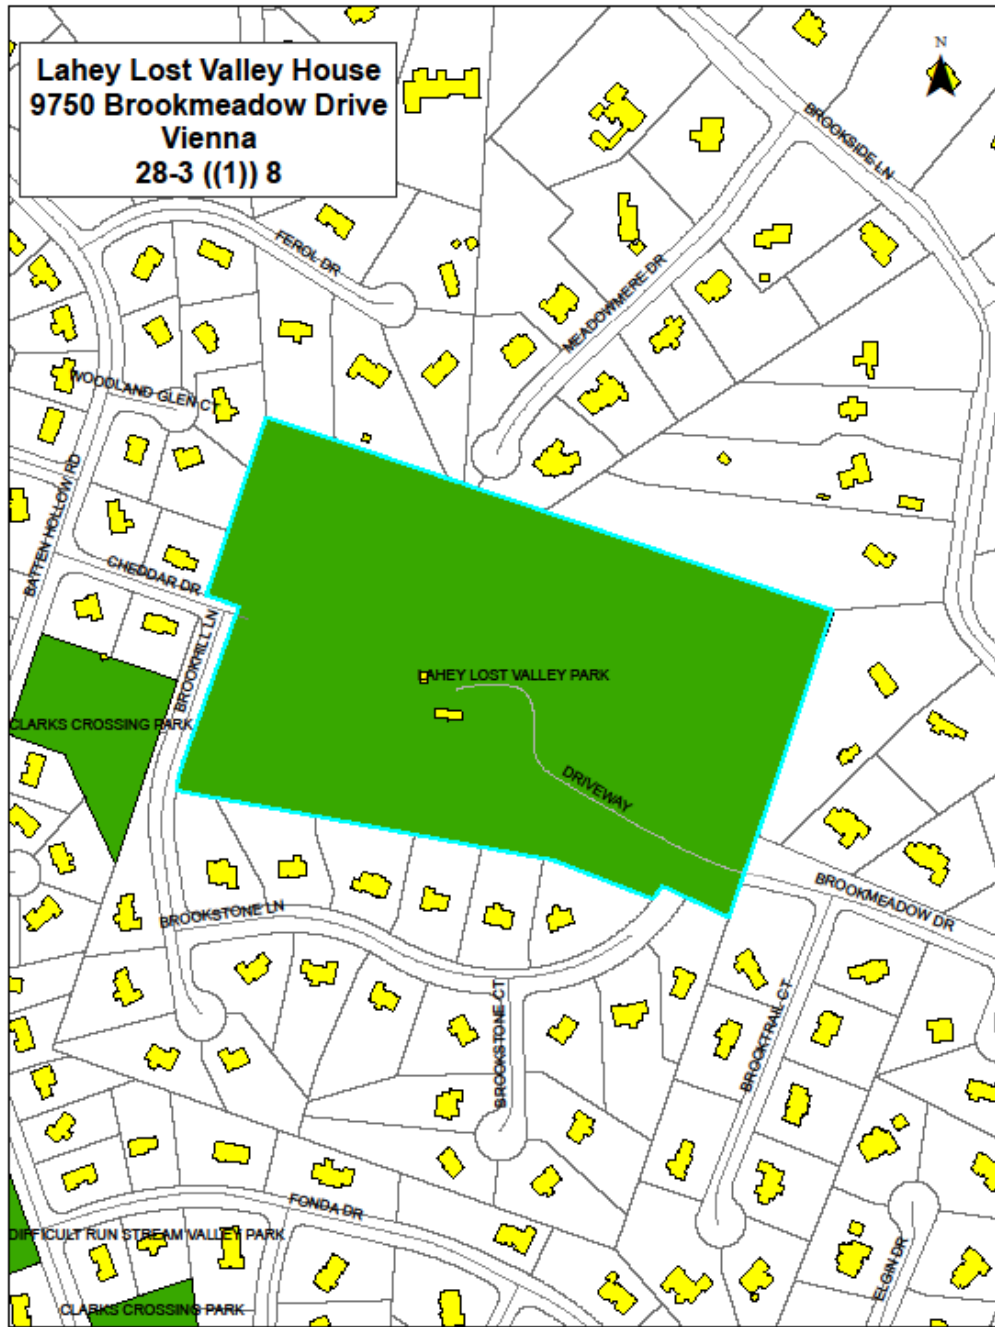 Lahey Lost Valley House
9750 Brookmeadow Drive
Vienna
28-3 ((1)) 8
N
BROOKSIDE LN
FEROL DR
MEADOWMERE DR
WOODLAND GLEN CT
BATTEN HOLLOW RD
CHEDDAR DR
BROOKHILL LN
LAHEY LOST VALLEY PARK
CLARKS CROSSING PARK
DRIVEWAY
BROOKMEADOW DR
BROOKSTONE LN
BROOKSTONE CT
BROOKTRAIL CT
FONDA DR
DIFFICULT RUN STREAM VALLEY PARK
ELGIN DR
CLARKS CROSSING PARK